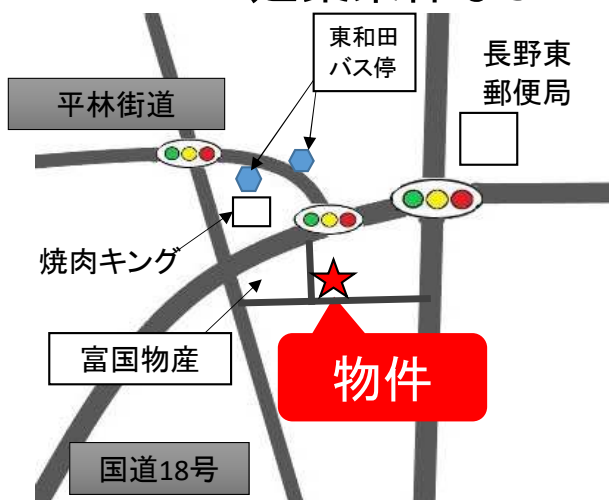 東和田
バス停
長野東
郵便局
平林街道
焼肉キング
富国物産
物件
国道18号